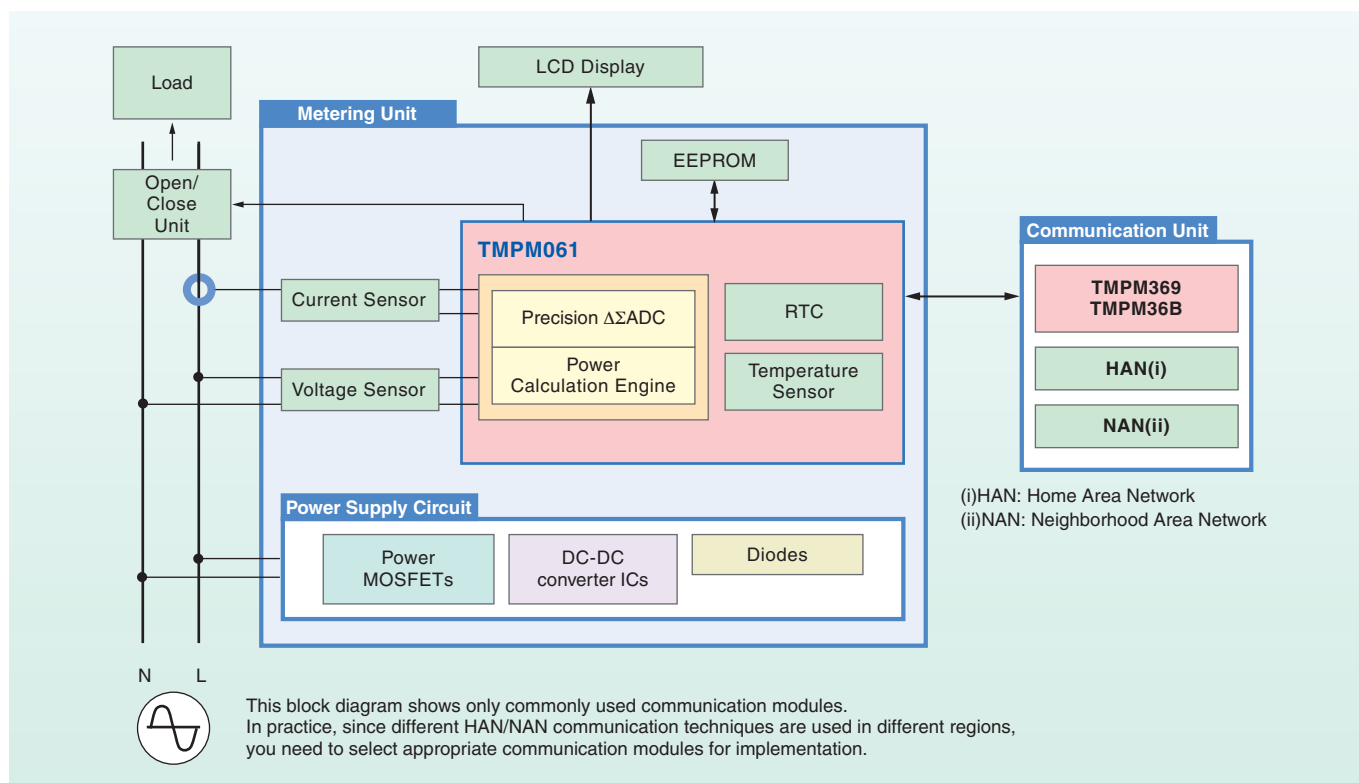 Load
LCD Display
Metering Unit
EEPROM
Open/
Close
Unit
TMPM061
Communication Unit
Current Sensor
Precision ΔΣADC
RTC
TMPM369
TMPM36B
Power
Calculation Engine
Temperature
Sensor
HAN(i)
Voltage Sensor
NAN(ii)
(i)HAN: Home Area Network
(ii)NAN: Neighborhood Area Network
Power Supply Circuit
Power
MOSFETs
DC-DC
converter ICs
Diodes
N L
This block diagram shows only commonly used communication modules.
In practice, since different HAN/NAN communication techniques are used in different regions,
you need to select appropriate communication modules for implementation.